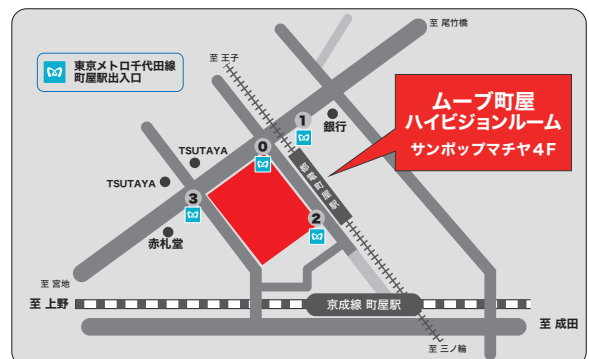 至 尾竹橋
至 王子
東京メトロ千代田線
町屋駅出入口
ムーブ町屋
ハイビジョンルーム
サンポップマチヤ4F
1
銀行
0
TSUTAYA
都電町屋駅
TSUTAYA
3
2
赤札堂
至 宮地
至 上野
京成線 町屋駅
至 成田
至 三ノ輪